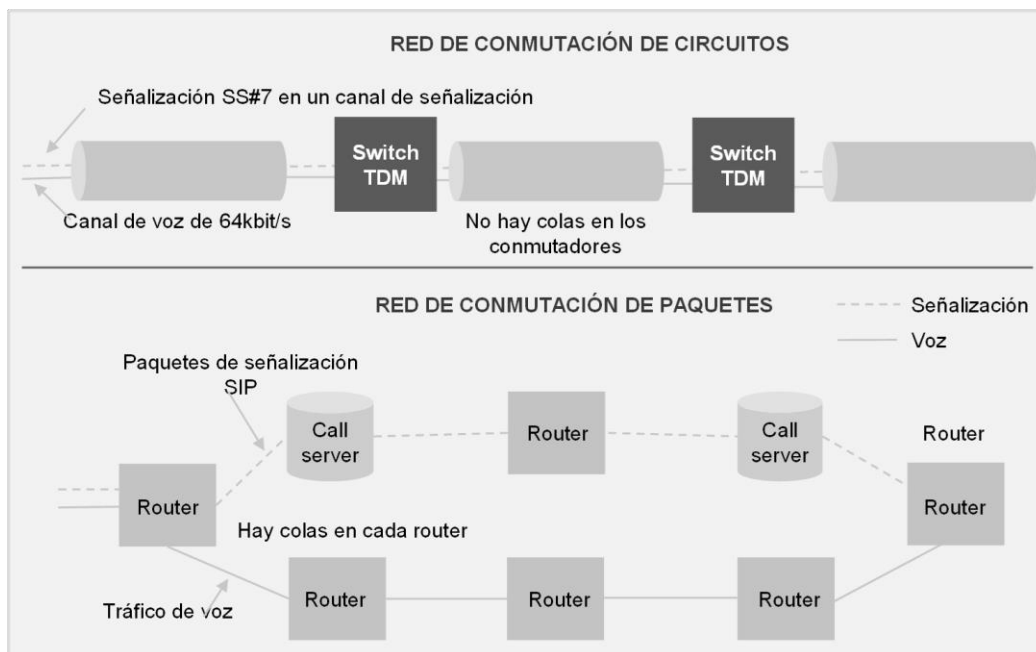 RED DE CONMUTACIÓN DE CIRCUITOS
Señalización SS#7 en un canal de señalización
Switch
TDM
Switch
TDM
Canal de voz de 64kbit/s
No hay colas en los
conmutadores
RED DE CONMUTACIÓN DE PAQUETES
Señalización
Voz
Paquetes de señalización
SIP
Call
server
Router
Call
server
Router
Router
Router
Hay colas en cada router
Router
Router
Router
Tráfico de voz